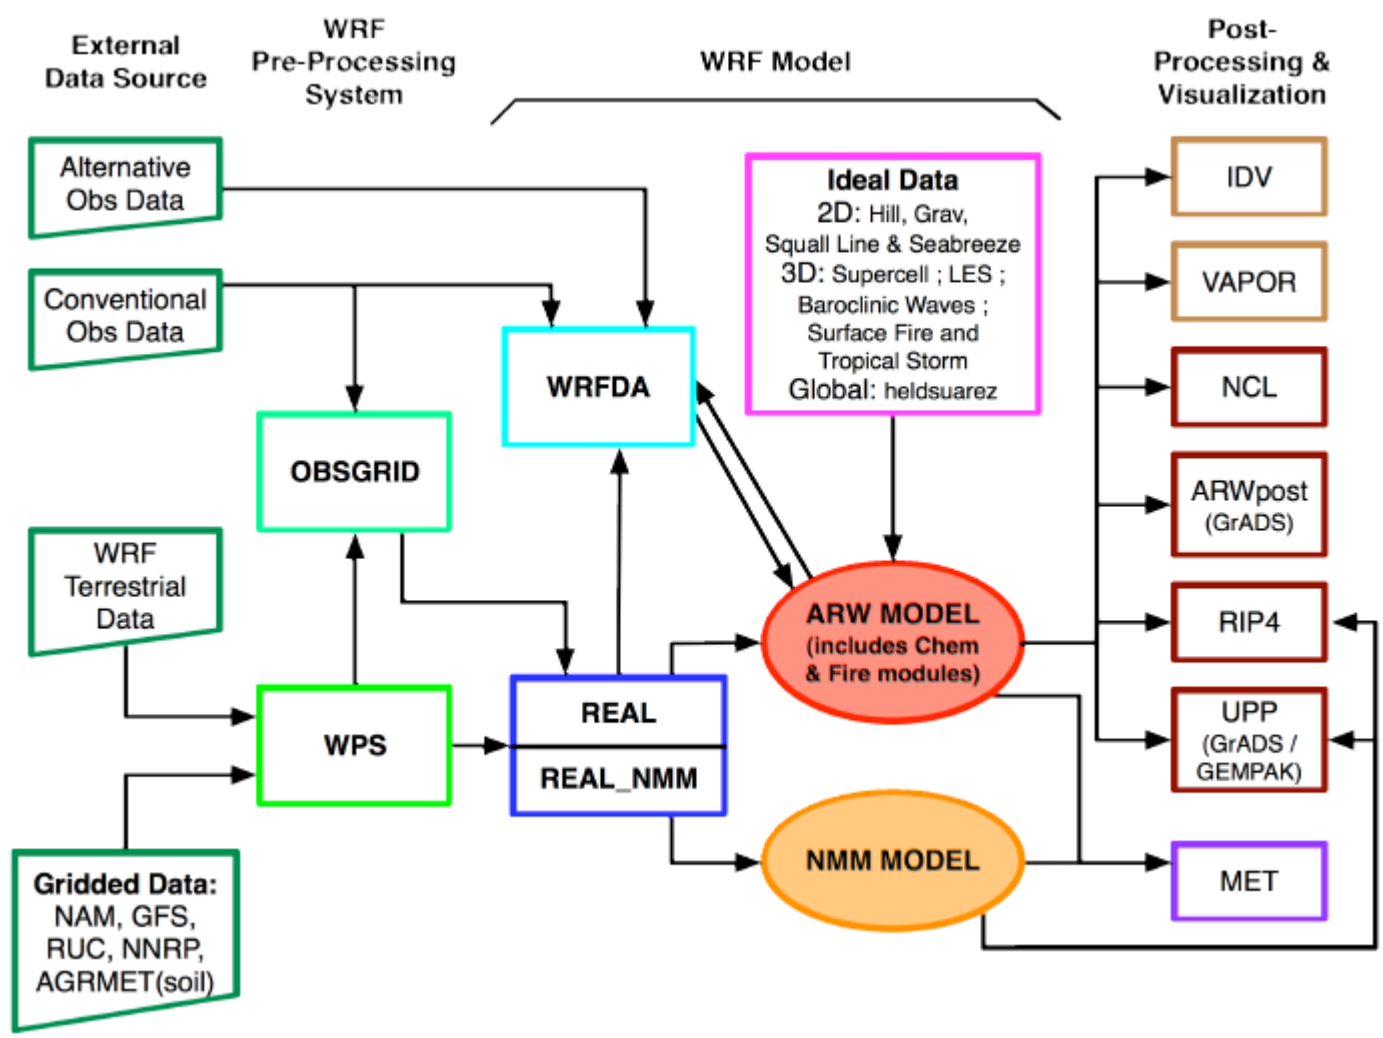 External
Data Source
WRF
Pre-Processing
System
WRF Model
Post-
Processing &
Visualization
Alternative
Obs Data
Conventional
Obs Data
WRF
Terrestrial
Data
Gridded Data:
NAM, GFS,
RUC, NNRP,
AGRMET(soil)
OBSGRID
WPS
WRFDA
REAL
REAL_NMM
Ideal Data
2D: Hill, Grav,
Squall Line & Seabreeze
3D: Supercell ; LES ;
Baroclinic Waves ;
Surface Fire and
Tropical Storm
Global: heldsuarez
ARW MODEL
(includes Chem
& Fire modules)
NMM MODEL
IDV
VAPOR
NCL
ARWpost
(GrADS)
RIP4
UPP
(GrADS /
GEMPAK)
MET